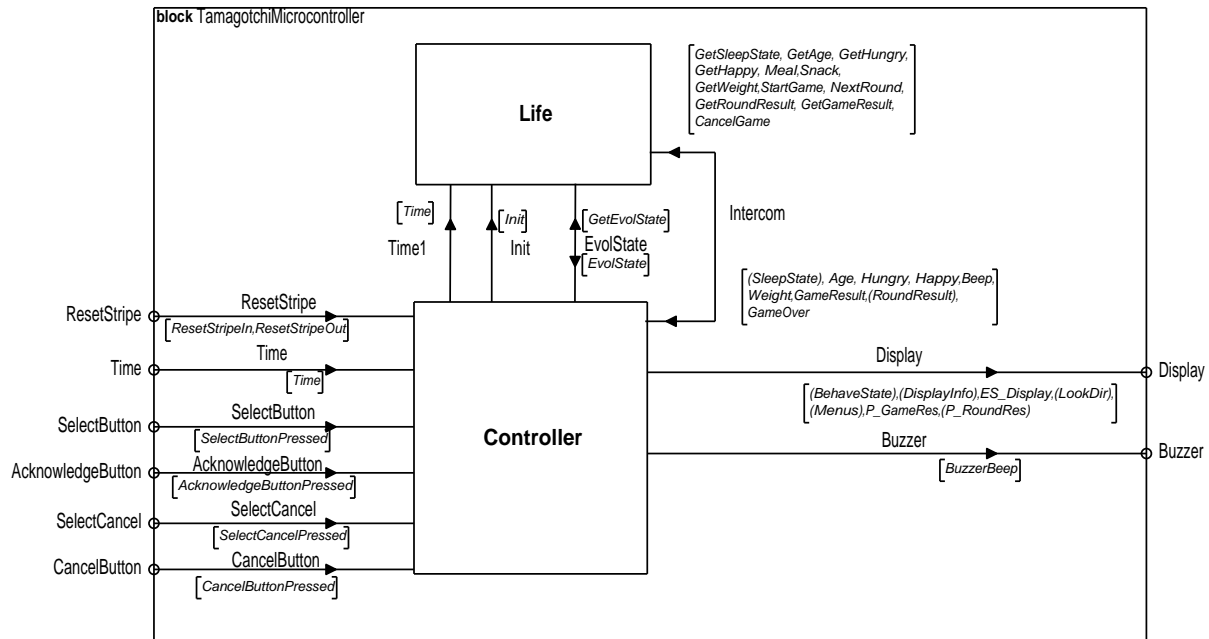 block TamagotchiMicrocontroller
[GetSleepState, GetAge, GetHungry,
GetHappy, Meal,Snack,
GetWeight,StartGame, NextRound,
GetRoundResult, GetGameResult,
CancelGame]
Life
[Time]
[Init]
[GetEvolState]
Time1
Init
EvolState
[EvolState]
Intercom
[(SleepState), Age, Hungry, Happy,Beep,
Weight,GameResult,(RoundResult),
GameOver]
ResetStripe
ResetStripe
[ResetStripeIn,ResetStripeOut]
Time
Time
[Time]
SelectButton
SelectButton
[SelectButtonPressed]
AcknowledgeButton
AcknowledgeButton
[AcknowledgeButtonPressed]
SelectCancel
SelectCancel
[SelectCancelPressed]
CancelButton
CancelButton
[CancelButtonPressed]
Controller
Display
Display
[(BehaveState),(DisplayInfo),ES_Display,(LookDir),
(Menus),P_GameRes,(P_RoundRes)]
Buzzer
Buzzer
[BuzzerBeep]